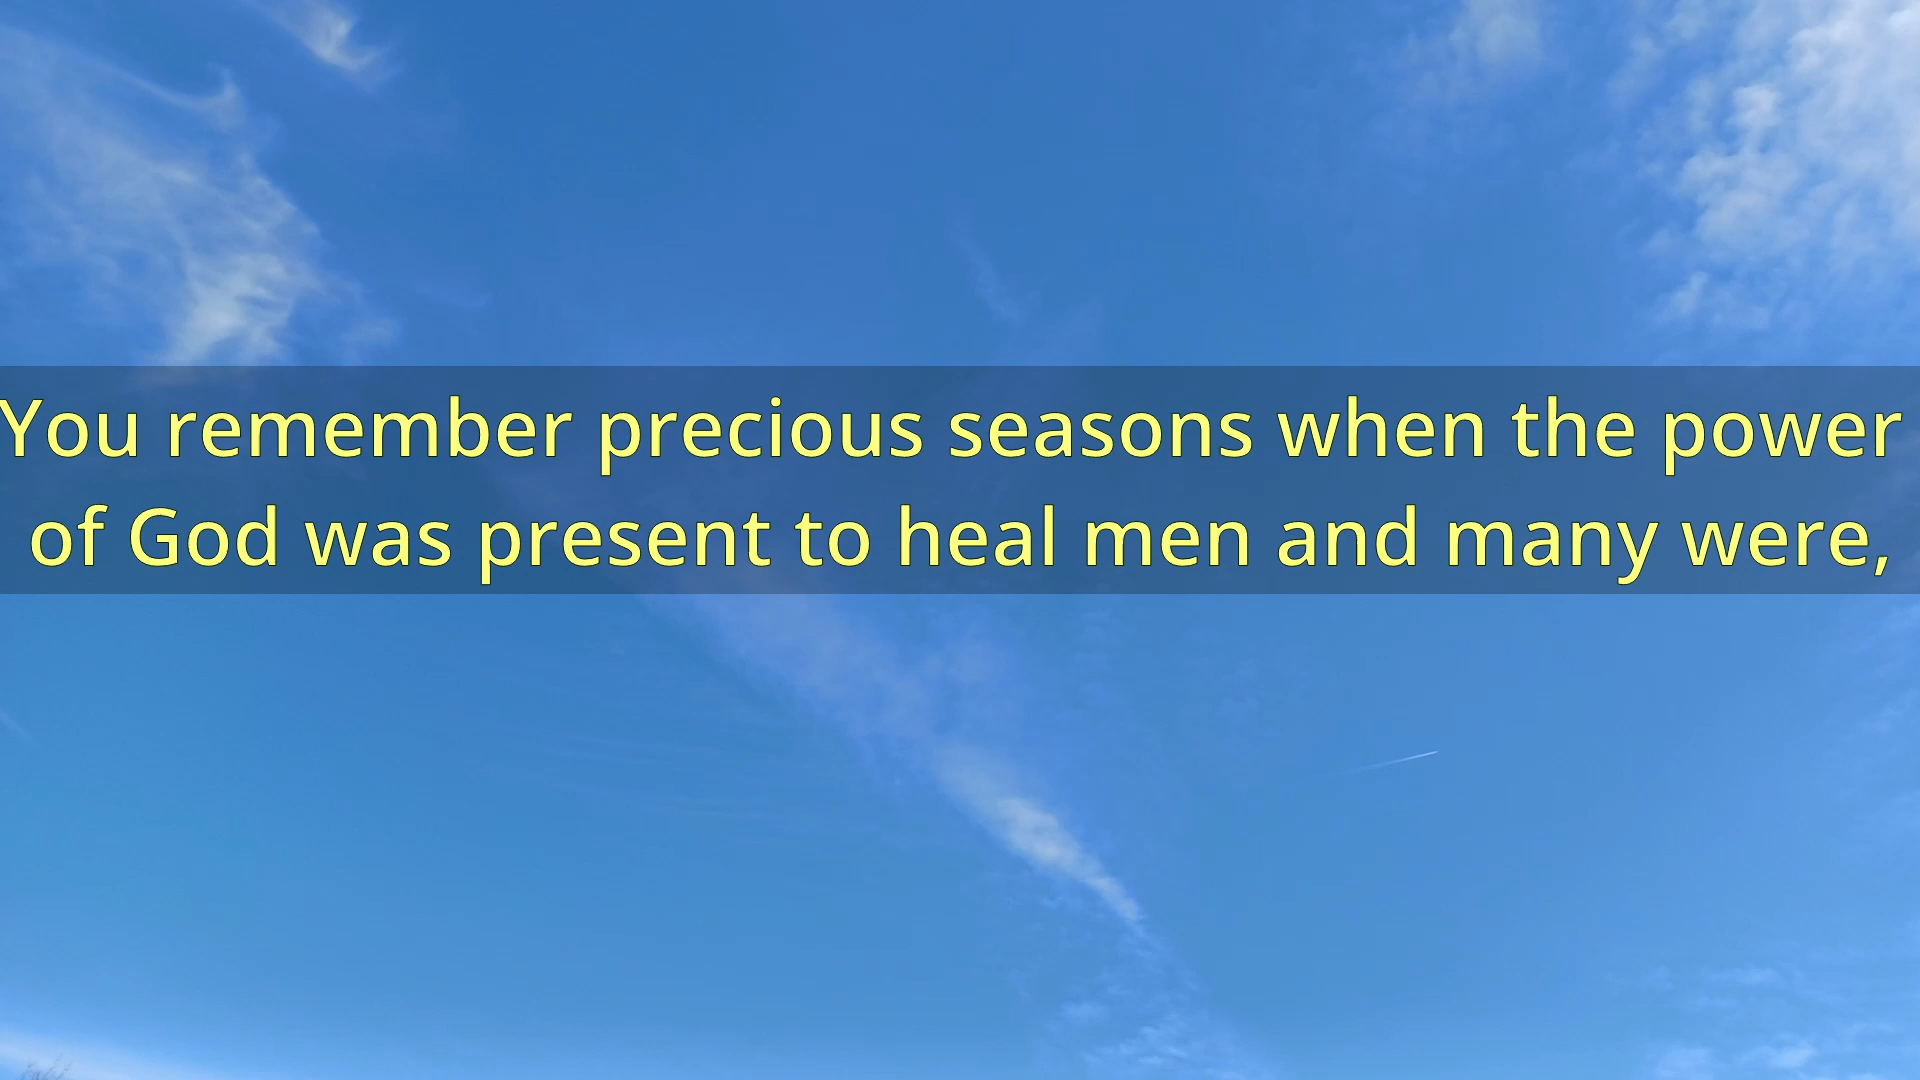 You remember precious seasons when the power
of God was present to heal men and many were,